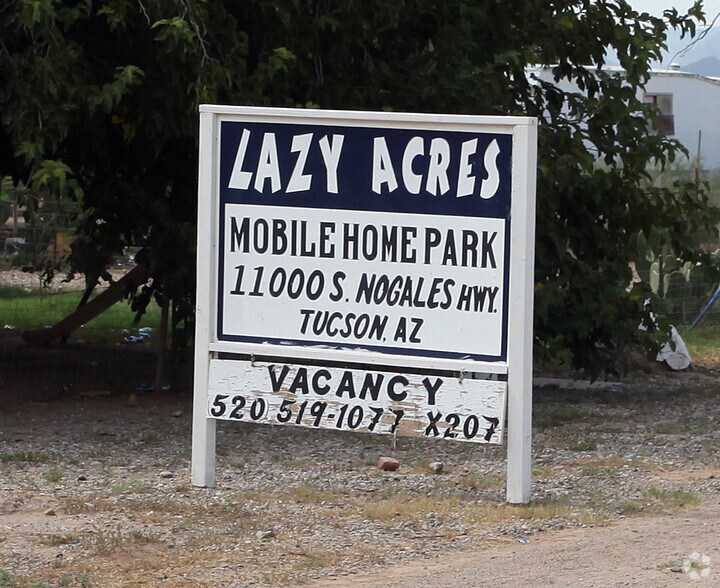 LAZY ACRES
MOBILE HOME PARK
11000 S. NOGALES HWY.
TUCSON, AZ
VACANCY
520 519-1077 X207